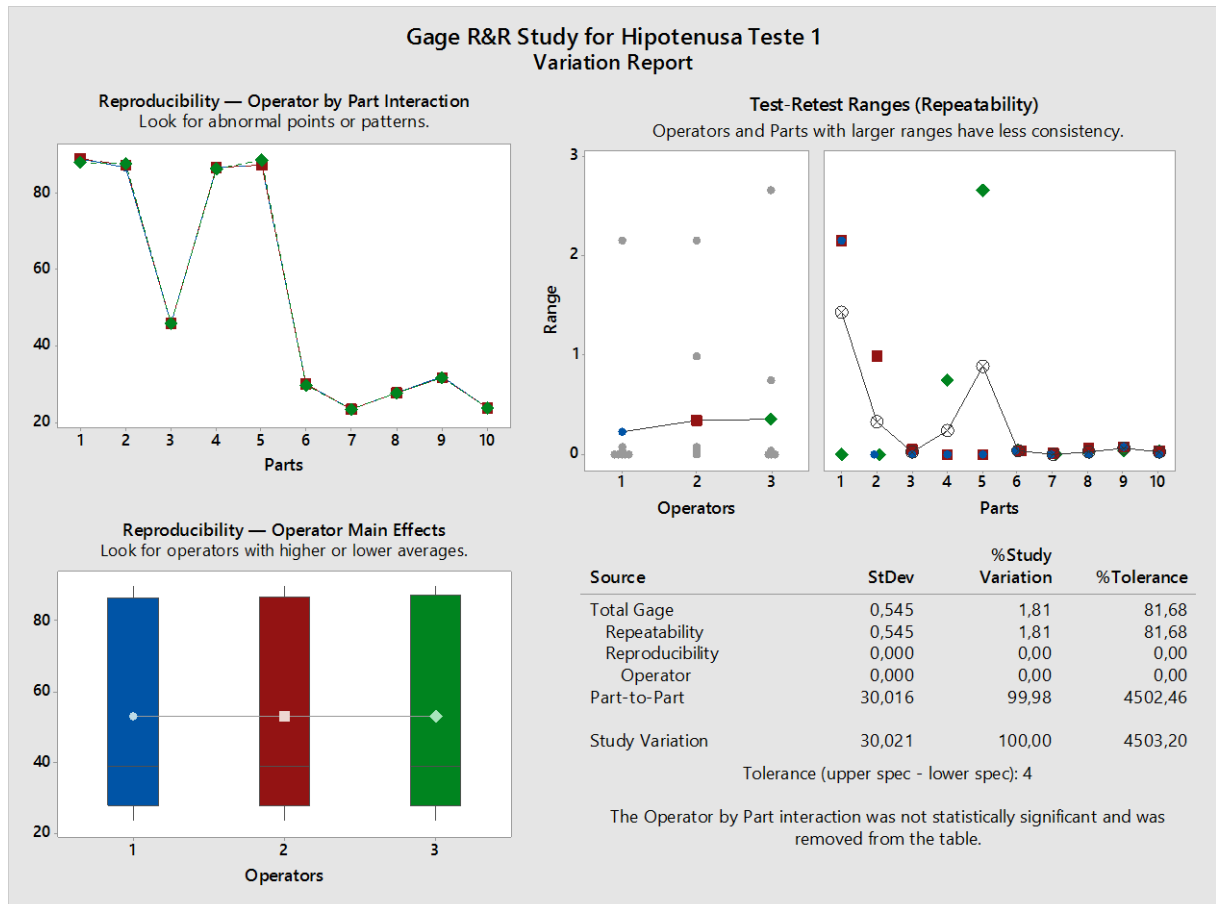 Gage R&R Study for Hipotenusa Teste 1
Variation Report
Reproducibility — Operator by Part Interaction
Look for abnormal points or patterns.
80
60
40
20
1 2 3 4 5 6 7 8 9 10
Parts
Test-Retest Ranges (Repeatability)
Operators and Parts with larger ranges have less consistency.
3
2
1
0
Range
1 2 3
Operators
1 2 3 4 5 6 7 8 9 10
Parts
Reproducibility — Operator Main Effects
Look for operators with higher or lower averages.
80
60
40
20
1 2 3
Operators
%Study
Source StDev Variation %Tolerance
Total Gage 0,545 1,81 81,68
Repeatability 0,545 1,81 81,68
Reproducibility 0,000 0,00 0,00
Operator 0,000 0,00 0,00
Part-to-Part 30,016 99,98 4502,46
Study Variation 30,021 100,00 4503,20
Tolerance (upper spec - lower spec): 4
The Operator by Part interaction was not statistically significant and was
removed from the table.